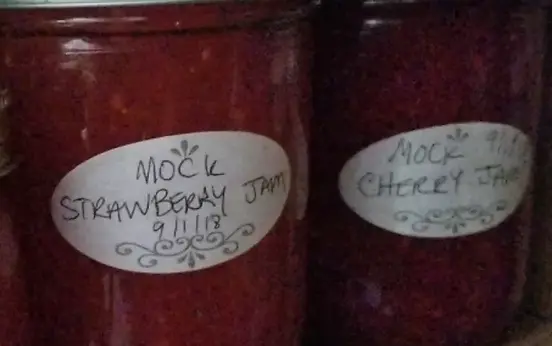 MOCK
STRAWBERRY JAM
9/1/18
MOCK
CHERRY JAM